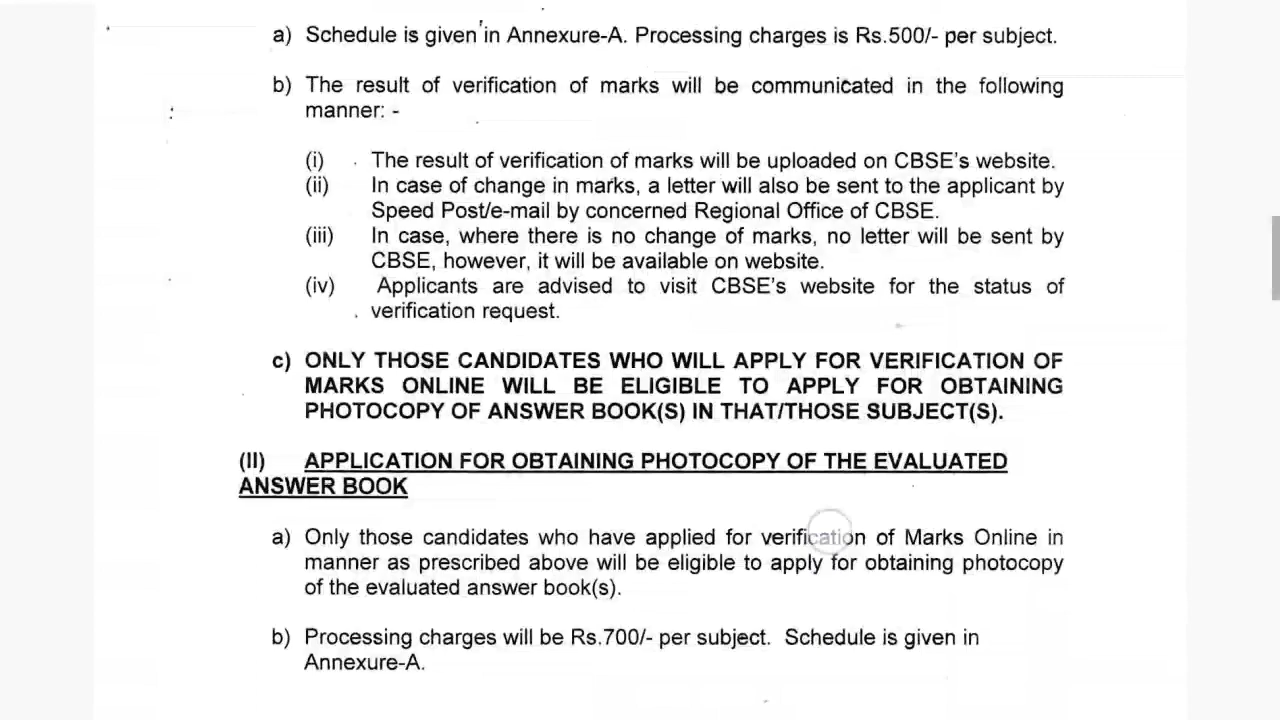 a) Schedule is given in Annexure-A. Processing charges is Rs.500/- per subject.
b) The result of verification of marks will be communicated in the following
manner: -
(i) The result of verification of marks will be uploaded on CBSE's website.
(ii) In case of change in marks, a letter will also be sent to the applicant by
Speed Post/e-mail by concerned Regional Office of CBSE.
(iii) In case, where there is no change of marks, no letter will be sent by
CBSE, however, it will be available on website.
(iv) Applicants are advised to visit CBSE's website for the status of
verification request.
c) ONLY THOSE CANDIDATES WHO WILL APPLY FOR VERIFICATION OF
MARKS ONLINE WILL BE ELIGIBLE TO APPLY FOR OBTAINING
PHOTOCOPY OF ANSWER BOOK(S) IN THAT/THOSE SUBJECT(S).
(II) APPLICATION FOR OBTAINING PHOTOCOPY OF THE EVALUATED
ANSWER BOOK
a) Only those candidates who have applied for verification of Marks Online in
manner as prescribed above will be eligible to apply for obtaining photocopy
of the evaluated answer book(s).
b) Processing charges will be Rs.700/- per subject. Schedule is given in
Annexure-A.